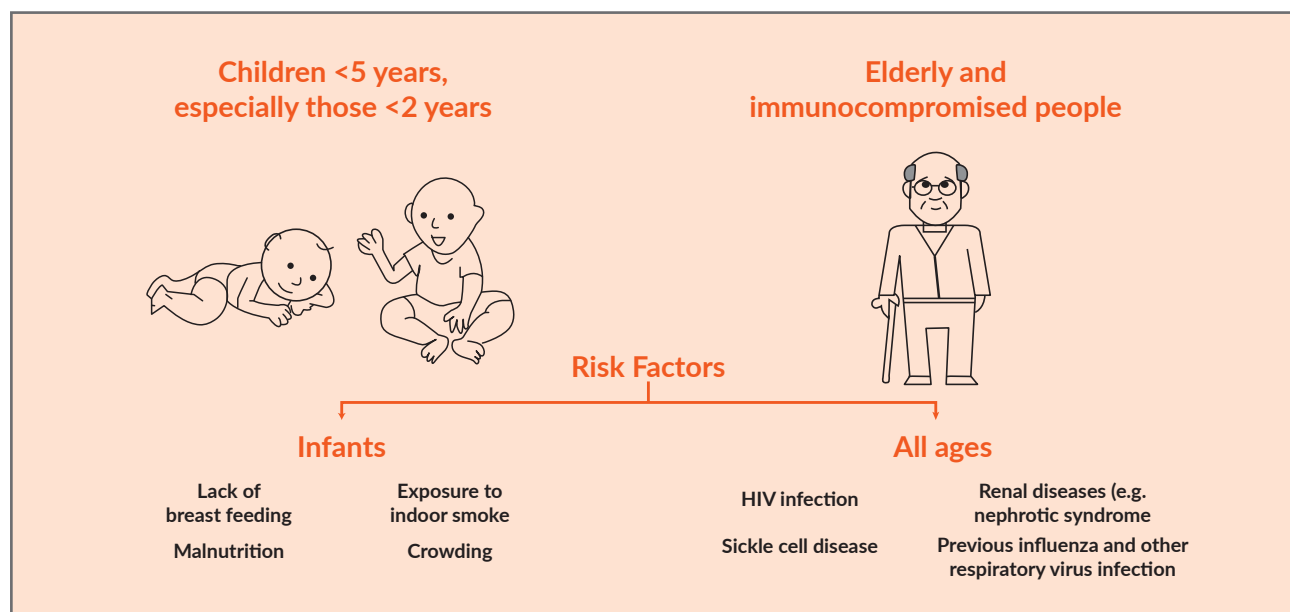 Children <5 years,
especially those <2 years
Elderly and
immunocompromised people
Risk Factors
Infants
Lack of
breast feeding
Exposure to
indoor smoke
Malnutrition
Crowding
All ages
HIV infection
Renal diseases (e.g.
nephrotic syndrome
Sickle cell disease
Previous influenza and other
respiratory virus infection